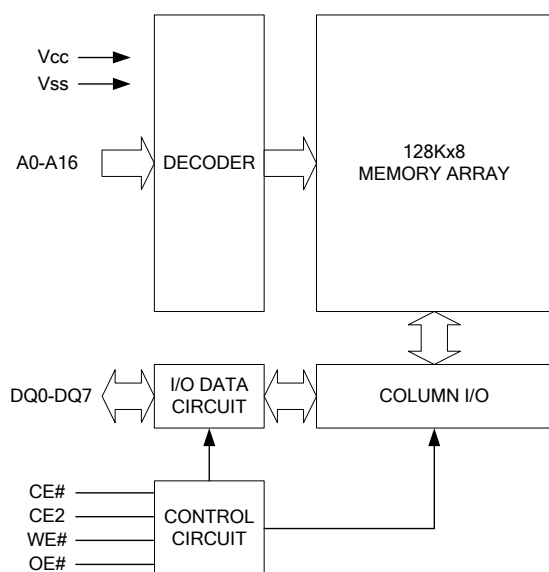 Vcc
Vss
A0-A16
DECODER
128Kx8
MEMORY ARRAY
DQ0-DQ7
I/O DATA
CIRCUIT
COLUMN I/O
CE#
CE2
WE#
OE#
CONTROL
CIRCUIT